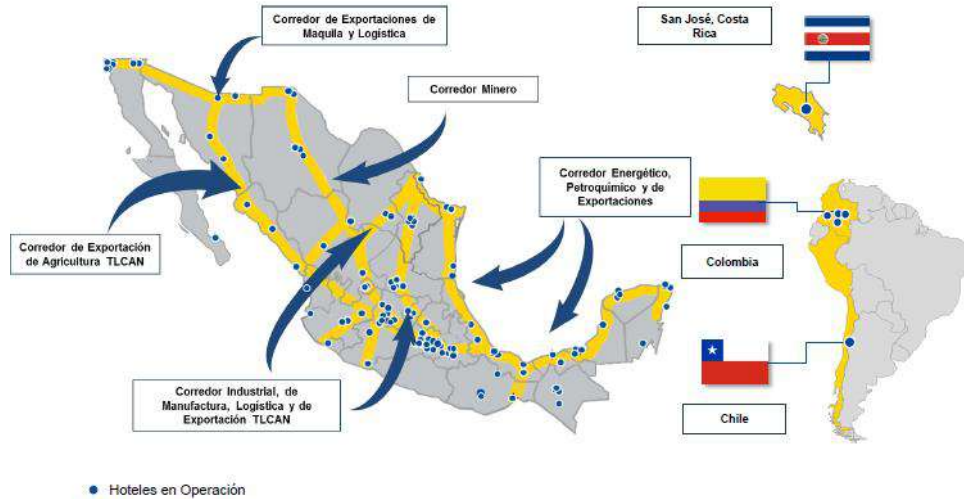 Corredor de Exportaciones de
Maquila y Logística
San José, Costa
Rica
Corredor Minero
Corredor Energético,
Petroquímico y de
Exportaciones
Corredor de Exportación
de Agricultura TLCAN
Colombia
Corredor Industrial, de
Manufactura, Logística y de
Exportación TLCAN
Chile
Hoteles en Operación